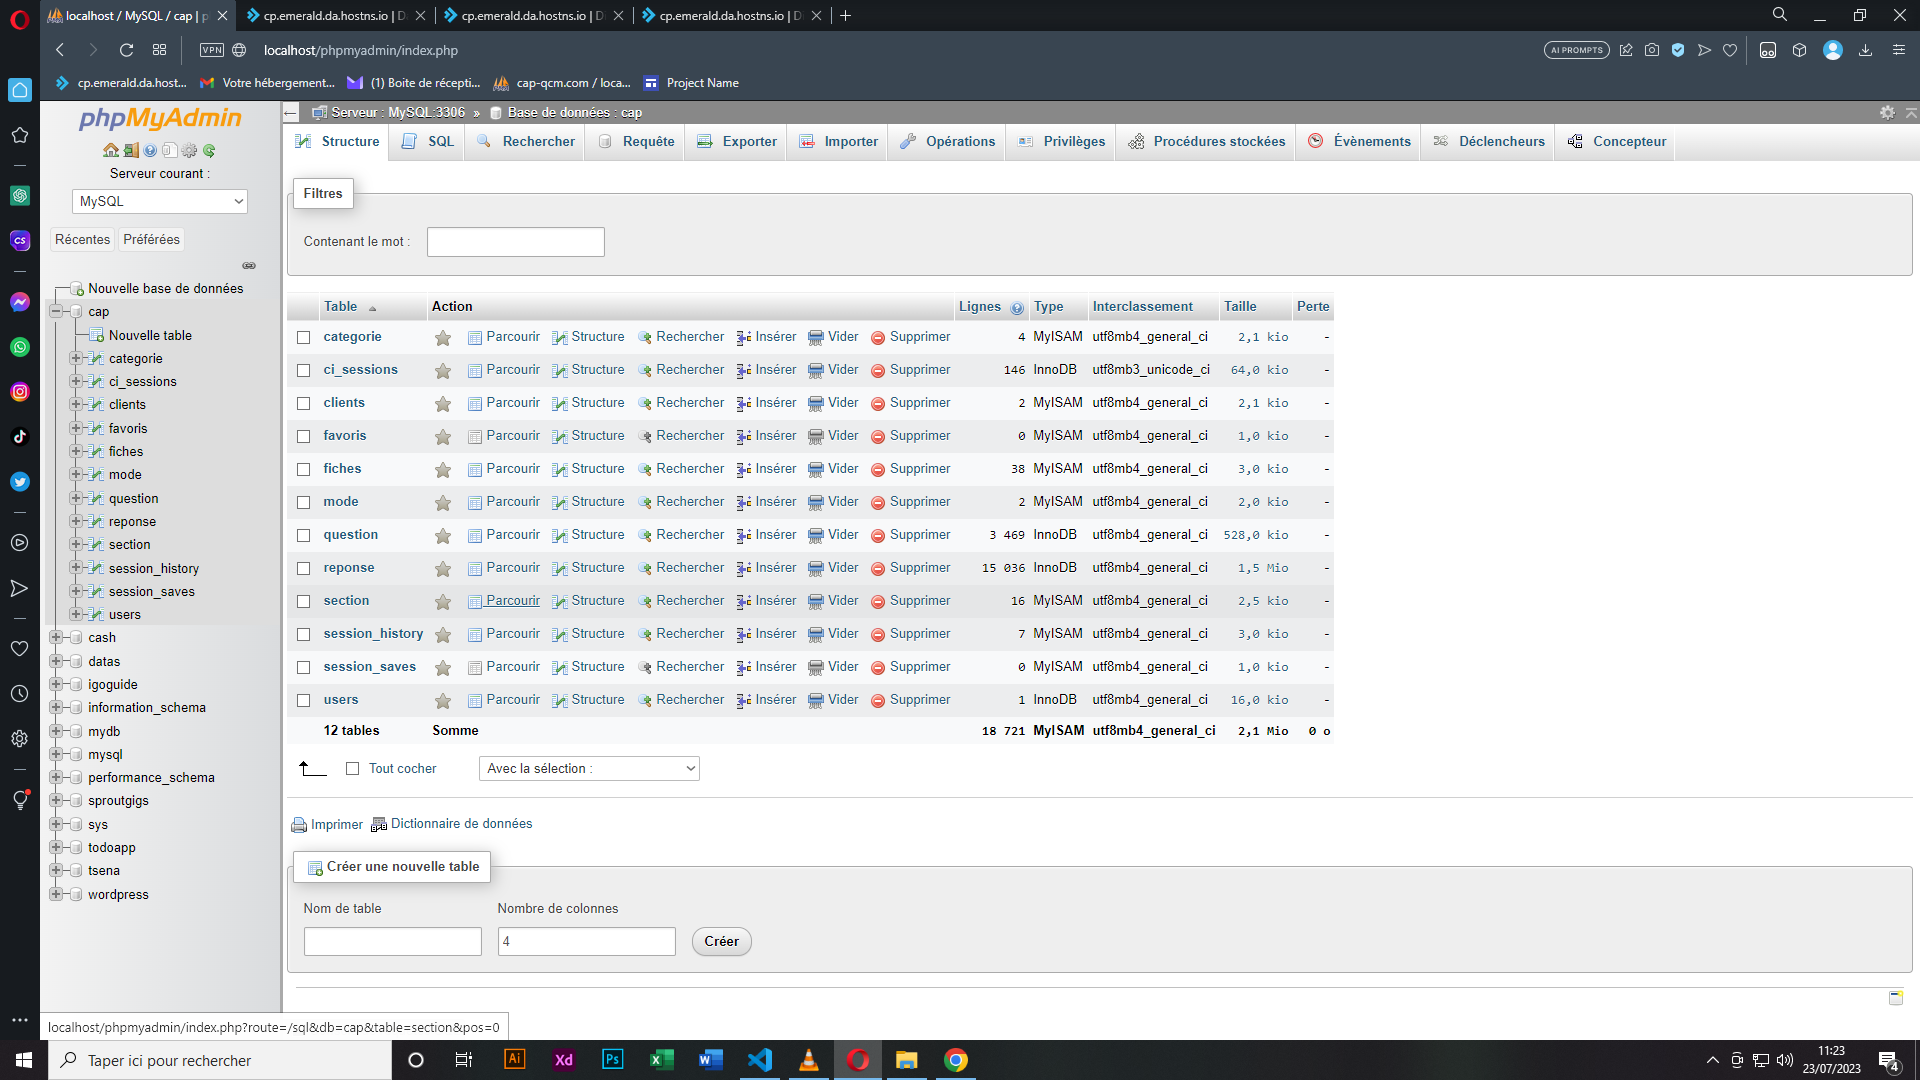 localhost / MySQL / cap | p
cp.emerald.da.hostns.io | D
cp.emerald.da.hostns.io | D
cp.emerald.da.hostns.io | D
VPN
localhost/phpmyadmin/index.php
AI PROMPTS
cp.emerald.da.host...
Votre hébergement...
(1) Boite de récepti...
cap-qcm.com / loca...
Project Name
phpMyAdmin
Serveur courant :
MySQL
Récentes
Préférées
Nouvelle base de données
cap
Nouvelle table
categorie
ci_sessions
clients
favoris
fiches
mode
question
reponse
section
session_history
session_saves
users
cash
datas
igoguide
information_schema
mydb
mysql
performance_schema
sproutgigs
sys
todoapp
tsena
wordpress
Serveur : MySQL:3306 » Base de données : cap
Structure SQL Rechercher Requête Exporter Importer Opérations Privilèges Procédures stockées Évènements Déclencheurs Concepteur
Filtres
Contenant le mot :
Table Action Lignes Type Interclassement Taille Perte
categorie Parcourir Structure Rechercher Insérer Vider Supprimer 4 MyISAM utf8mb4_general_ci 2,1 kio -
ci_sessions Parcourir Structure Rechercher Insérer Vider Supprimer 146 InnoDB utf8mb3_unicode_ci 64,0 kio -
clients Parcourir Structure Rechercher Insérer Vider Supprimer 2 MyISAM utf8mb4_general_ci 2,1 kio -
favoris Parcourir Structure Rechercher Insérer Vider Supprimer 0 MyISAM utf8mb4_general_ci 1,0 kio -
fiches Parcourir Structure Rechercher Insérer Vider Supprimer 38 MyISAM utf8mb4_general_ci 3,0 kio -
mode Parcourir Structure Rechercher Insérer Vider Supprimer 2 MyISAM utf8mb4_general_ci 2,0 kio -
question Parcourir Structure Rechercher Insérer Vider Supprimer 3 469 InnoDB utf8mb4_general_ci 528,0 kio -
reponse Parcourir Structure Rechercher Insérer Vider Supprimer 15 036 InnoDB utf8mb4_general_ci 1,5 Mio -
section Parcourir Structure Rechercher Insérer Vider Supprimer 16 MyISAM utf8mb4_general_ci 2,5 kio -
session_history Parcourir Structure Rechercher Insérer Vider Supprimer 7 MyISAM utf8mb4_general_ci 3,0 kio -
session_saves Parcourir Structure Rechercher Insérer Vider Supprimer 0 MyISAM utf8mb4_general_ci 1,0 kio -
users Parcourir Structure Rechercher Insérer Vider Supprimer 1 InnoDB utf8mb4_general_ci 16,0 kio -
12 tables Somme 18 721 MyISAM utf8mb4_general_ci 2,1 Mio 0 o
Tout cocher
Avec la sélection :
Imprimer Dictionnaire de données
Créer une nouvelle table
Nom de table Nombre de colonnes
4 Créer
localhost/phpmyadmin/index.php?route=/sql&db=cap&table=section&pos=0
Taper ici pour rechercher
Ai
Xd
Ps
11:23
23/07/2023
4